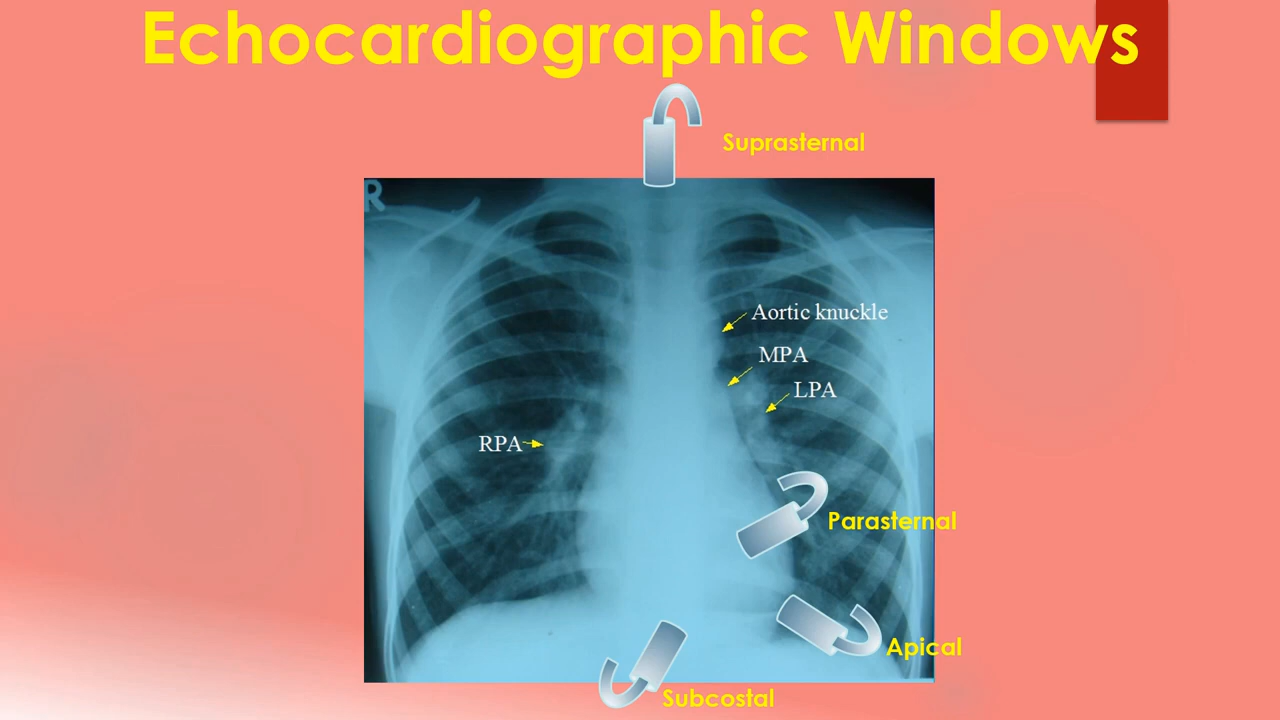 Echocardiographic Windows
Suprasternal
R
Aortic knuckle
MPA
LPA
RPA
Parasternal
Apical
Subcostal